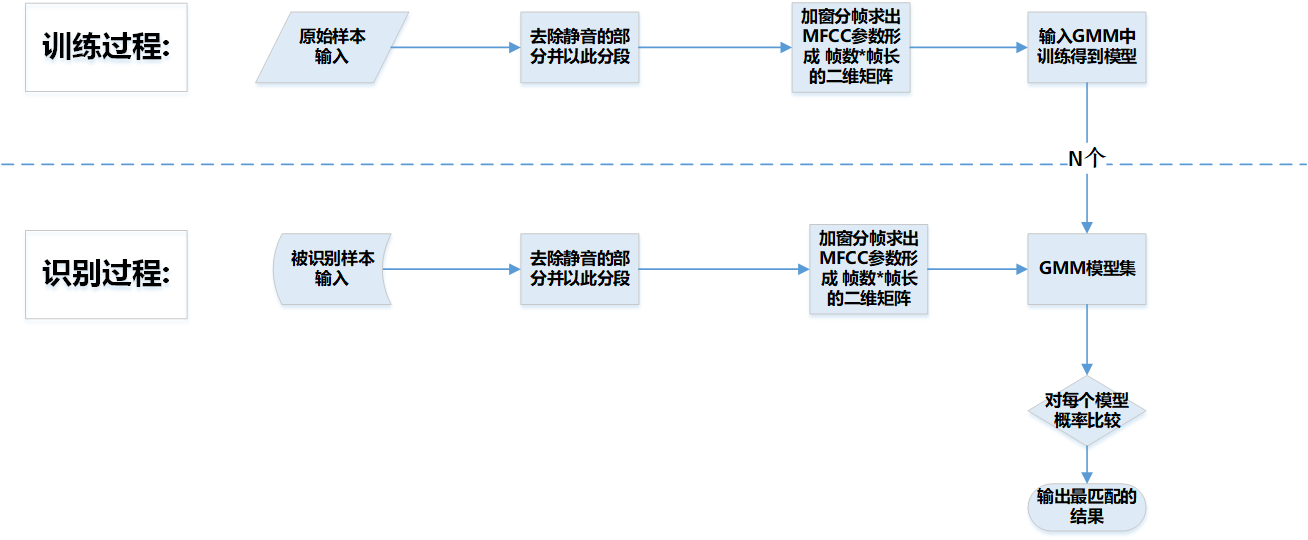 训练过程:
原始样本
输入
去除静音的部
分并以此分段
加窗分帧求出
MFCC参数形
成 帧数*帧长
的二维矩阵
输入GMM中
训练得到模型
N个
识别过程:
被识别样本
输入
去除静音的部
分并以此分段
加窗分帧求出
MFCC参数形
成 帧数*帧长
的二维矩阵
GMM模型集
对每个模型
概率比较
输出最匹配的
结果